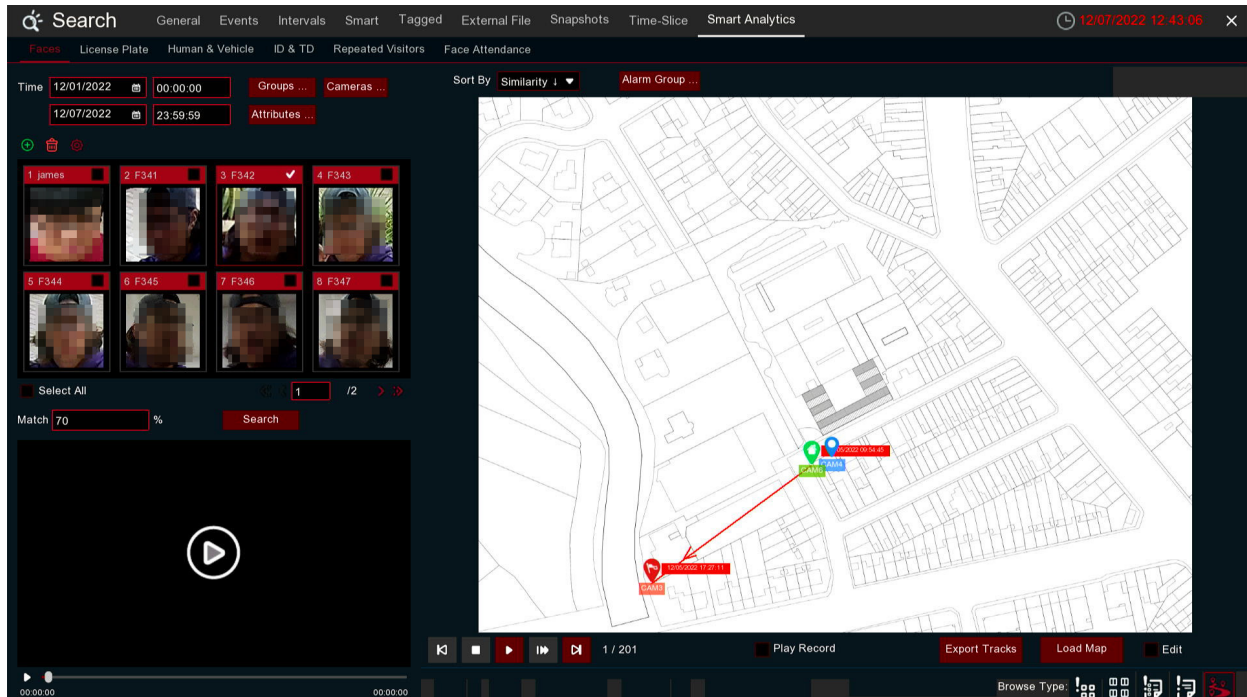 Search General Events Intervals Smart Tagged External File Snapshots Time-Slice Smart Analytics 12/07/2022 12:43:06
Faces License Plate Human & Vehicle ID & TD Repeated Visitors Face Attendance
Time 12/01/2022 00:00:00 Groups ... Cameras ...
12/07/2022 23:59:59 Attributes ...
Sort By Similarity ↓ Alarm Group ...
1 james 2 F341 3 F342 4 F343
5 F344 6 F345 7 F346 8 F347
Select All 1 /2
Match 70 % Search
00:00:00 00:00:00
05/2022 09:54:45
CAM6 CAM4
12/05/2022 17:27:11
CAM3
1 / 201 Play Record Export Tracks Load Map Edit
Browse Type: